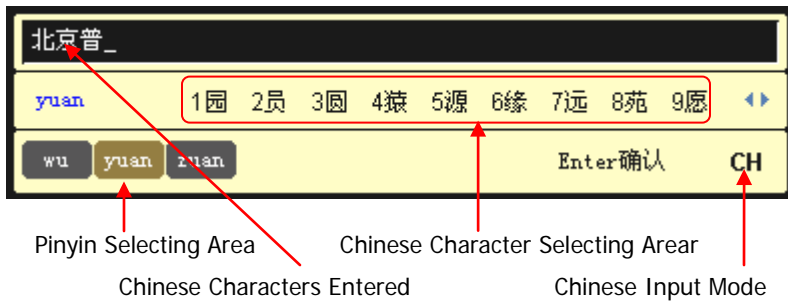 北京普_
yuan 1园 2员 3圆 4猿 5源 6缘 7远 8苑 9愿
wu yuan ruan Enter确认 CH
Pinyin Selecting Area Chinese Character Selecting Arear
Chinese Characters Entered Chinese Input Mode